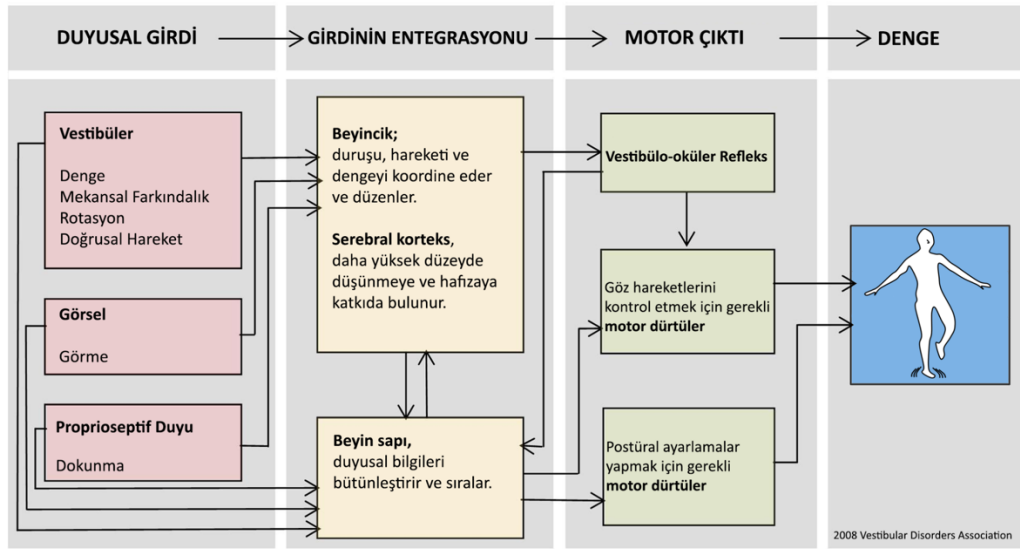 DUYUSAL GİRDİ
GİRDİNİN ENTEGRASYONU
MOTOR ÇIKTI
DENGE
Vestibüler
Denge
Mekansal Farkındalık
Rotasyon
Doğrusal Hareket
Görsel
Görme
Proprioseptif Duyu
Dokunma
Beyincik;
duruşu, hareketi ve
dengeyi koordine eder
ve düzenler.
Serebral korteks,
daha yüksek düzeyde
düşünmeye ve hafızaya
katkıda bulunur.
Beyin sapı,
duyusal bilgileri
bütünleştirir ve sıralar.
Vestibülo-oküler Refleks
Göz hareketlerini
kontrol etmek için gerekli
motor dürtüler
Postüral ayarlamalar
yapmak için gerekli
motor dürtüler
2008 Vestibular Disorders Association